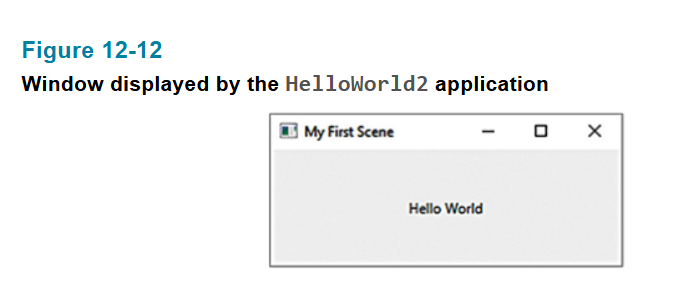 Figure 12-12
Window displayed by the HelloWorld2 application
My First Scene
Hello World